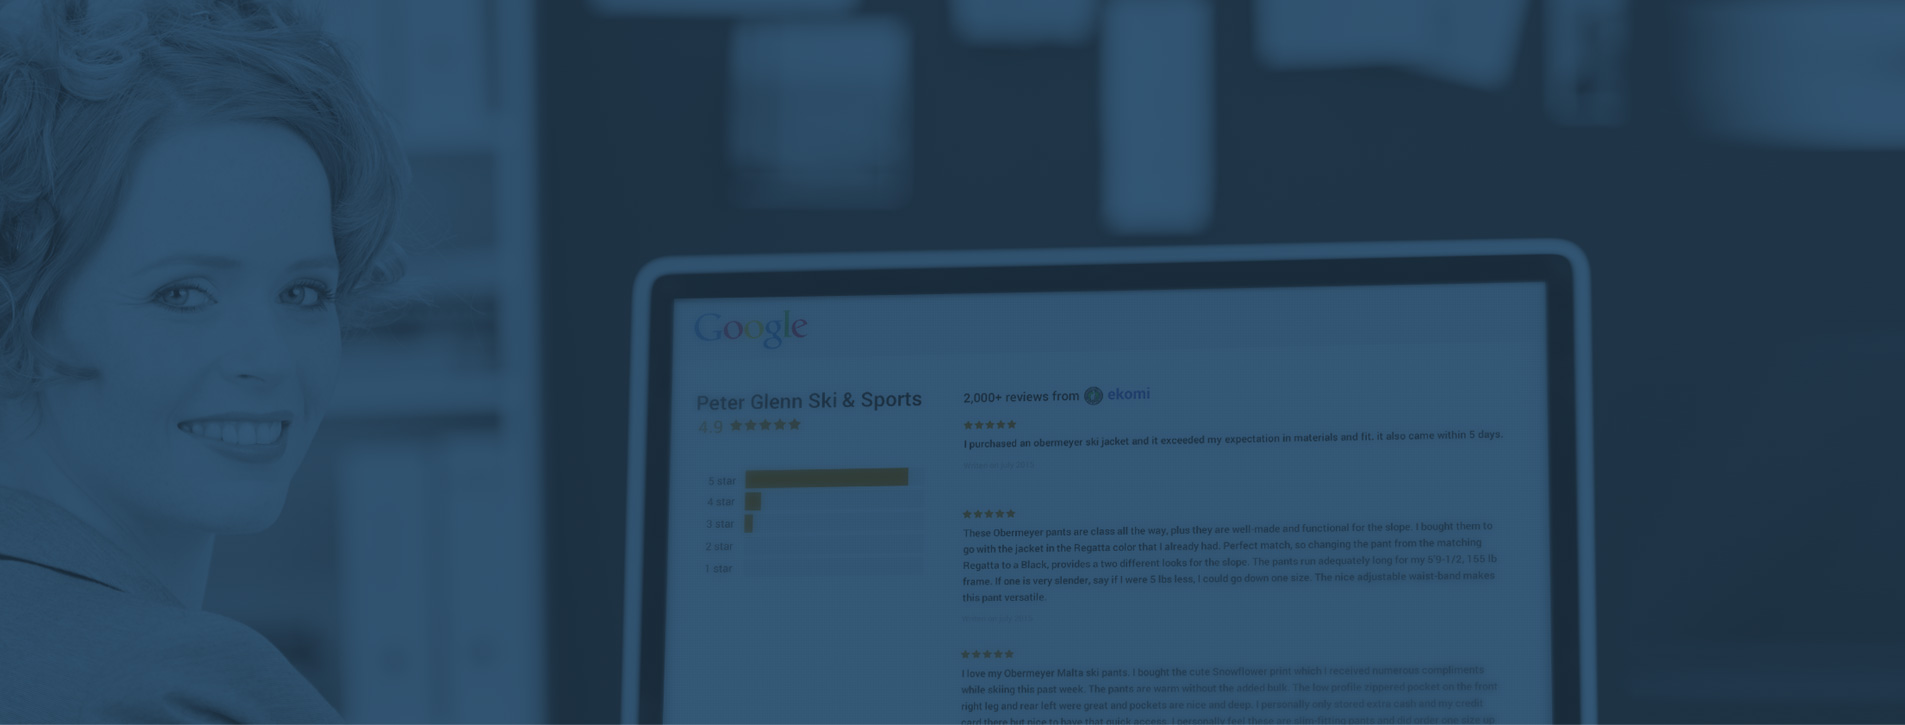 Google
Peter Glenn Ski & Sports
4.9
5 star
4 star
3 star
2 star
1 star
2,000+ reviews from ekomi
I purchased an obermeyer ski jacket and it exceeded my expectation in materials and fit, it also came within 5 days.
These Obermeyer pants are class all the way, plus they are well-made and functional for the slope. I bought them to
go with the jacket in the Regatta color that I already had. Perfect match, so changing the pant from the matching
Regatta to a Black, provides a two different looks for the slope. The pants run adequately long for my 5'9-1/2, 155 lb
frame. If one is very slender, say if I were 5 lbs less, I could go down one size. The nice adjustable waist-band makes
this pant versatile.
I love my Obermeyer Malta ski pants. I bought the cute Snowflower print which I received numerous compliments
while skiing this past week. The pants are warm without the added bulk. The low profile zippered pocket on the front
right leg and rear left were great and pockets are nice and deep. I personally only stored extra cash and my credit
card there but nice to have that quick access. I personally feel these are slim-fitting pants and did order one size up